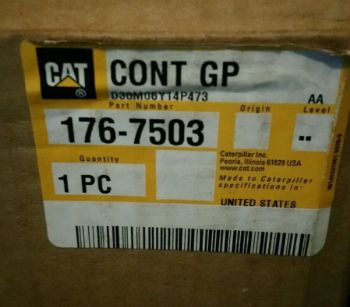 CAT ®
CONT GP
D30M06Y14P473
Part Number
Origin
AA
Level
176-7503
--
Quantity
1 PC
Caterpillar Inc.
Peoria, Illinois 61629 USA
www.cat.com
Made to Caterpillar
specifications in
UNITED STATES